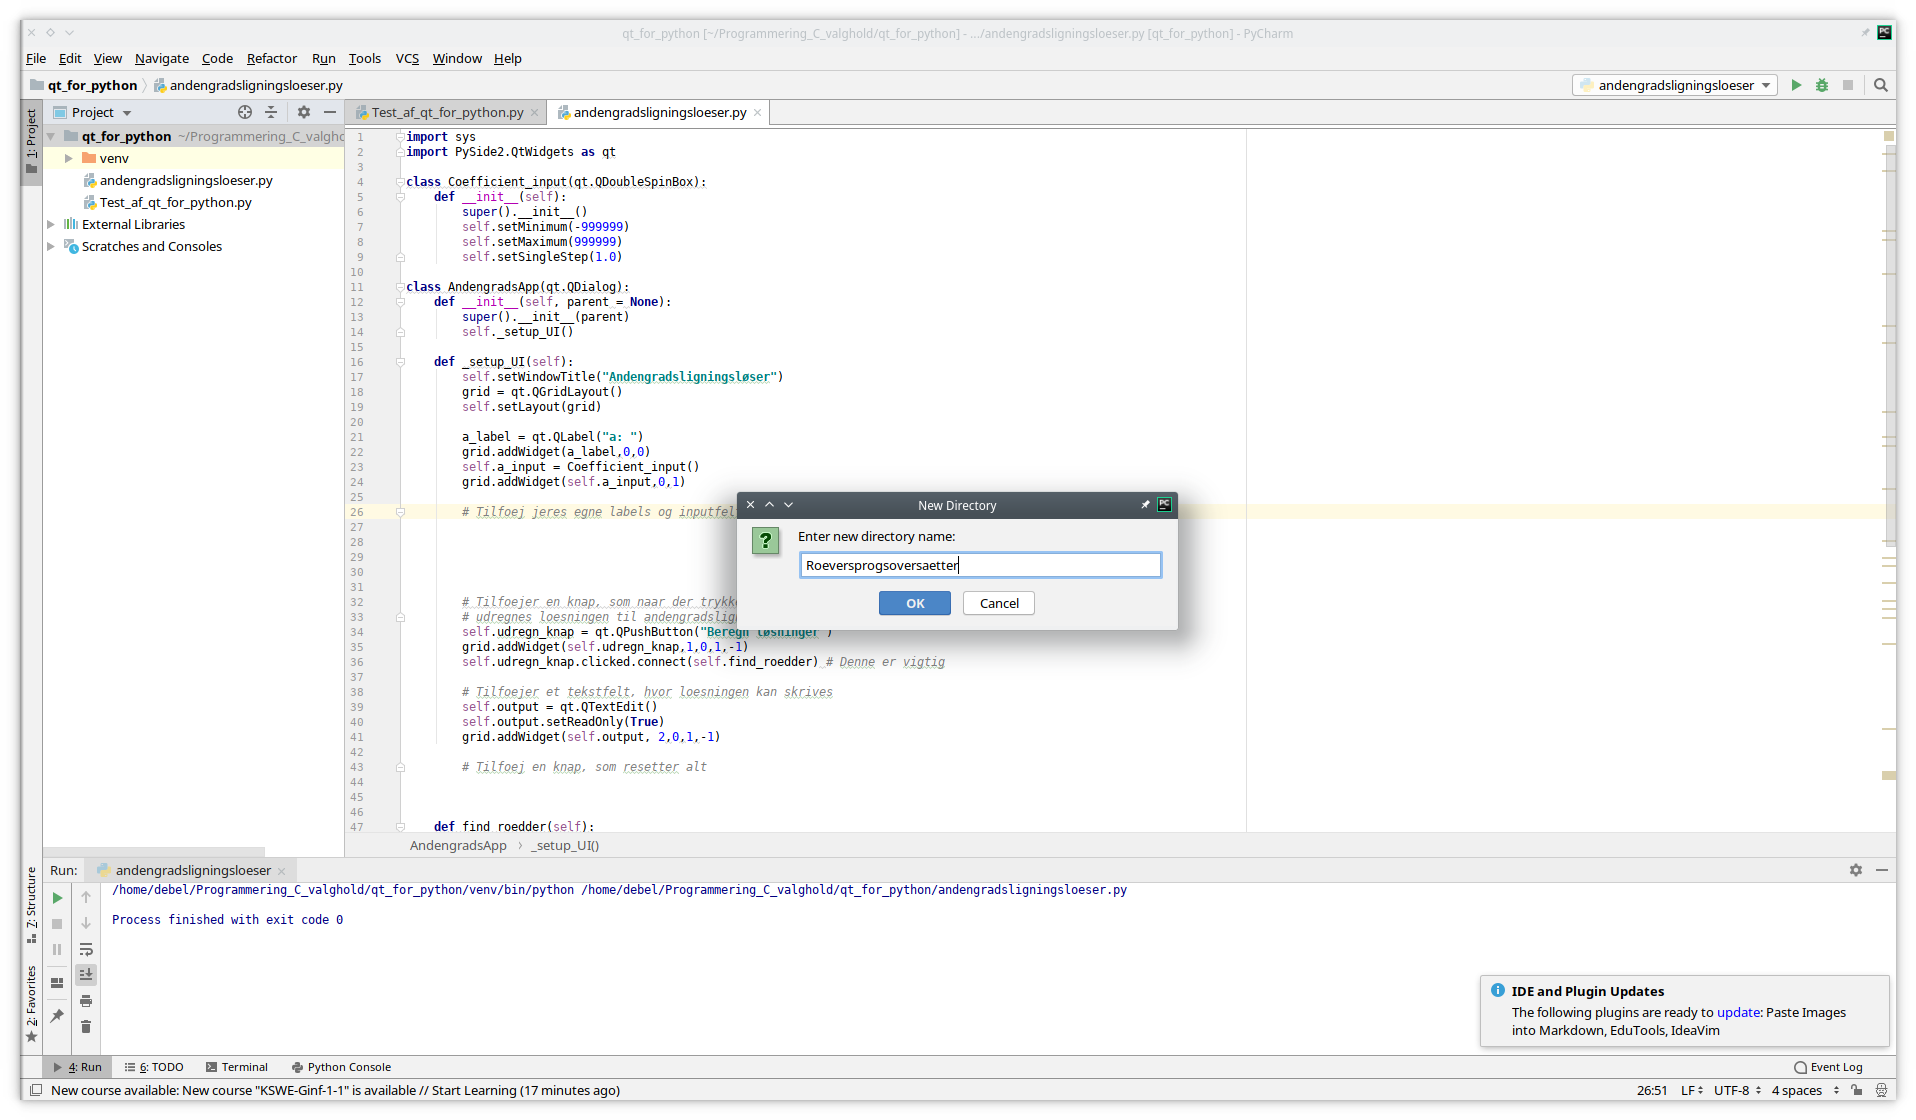 qt_for_python [~/Programmering_C_valghold/qt_for_python] - .../andengradsligningsloeser.py [qt_for_python] - PyCharm
File Edit View Navigate Code Refactor Run Tools VCS Window Help
qt_for_python andengradsligningsloeser.py
andengradsligningsloeser
1: Project
Project
qt_for_python ~/Programmering_C_valgho
venv
andengradsligningsloeser.py
Test_af_qt_for_python.py
External Libraries
Scratches and Consoles
Test_af_qt_for_python.py andengradsligningsloeser.py
1 import sys
2 import PySide2.QtWidgets as qt
3
4 class Coefficient_input(qt.QDoubleSpinBox):
5 def __init__(self):
6 super().__init__()
7 self.setMinimum(-999999)
8 self.setMaximum(999999)
9 self.setSingleStep(1.0)
10
11 class AndengradsApp(qt.QDialog):
12 def __init__(self, parent = None):
13 super().__init__(parent)
14 self._setup_UI()
15
16 def _setup_UI(self):
17 self.setWindowTitle("Andengradsligningsløser")
18 grid = qt.QGridLayout()
19 self.setLayout(grid)
20
21 a_label = qt.QLabel("a: ")
22 grid.addWidget(a_label,0,0)
23 self.a_input = Coefficient_input()
24 grid.addWidget(self.a_input,0,1)
25
26 # Tilfoej jeres egne labels og inputfel
27
28
29
30
31
32 # Tilfoejer en knap, som naar der trykke
33 # udregnes loesningen til andengradslig
34 self.udregn_knap = qt.QPushButton("Beregn løsninger")
35 grid.addWidget(self.udregn_knap,1,0,1,-1)
36 self.udregn_knap.clicked.connect(self.find_roedder) # Denne er vigtig
37
38 # Tilfoejer et tekstfelt, hvor loesningen kan skrives
39 self.output = qt.QTextEdit()
40 self.output.setReadOnly(True)
41 grid.addWidget(self.output, 2,0,1,-1)
42
43 # Tilfoej en knap, som resetter alt
44
45
46
47 def find_roedder(self):
AndengradsApp › _setup_UI()
New Directory
Enter new directory name:
Roeversprogsoversaetter
OK Cancel
Run: andengradsligningsloeser
/home/debel/Programmering_C_valghold/qt_for_python/venv/bin/python /home/debel/Programmering_C_valghold/qt_for_python/andengradsligningsloeser.py
Process finished with exit code 0
7: Structure
2: Favorites
IDE and Plugin Updates
The following plugins are ready to update: Paste Images
into Markdown, EduTools, IdeaVim
4: Run 6: TODO Terminal Python Console Event Log
New course available: New course "KSWE-Ginf-1-1" is available // Start Learning (17 minutes ago) 26:51 LF UTF-8 4 spaces